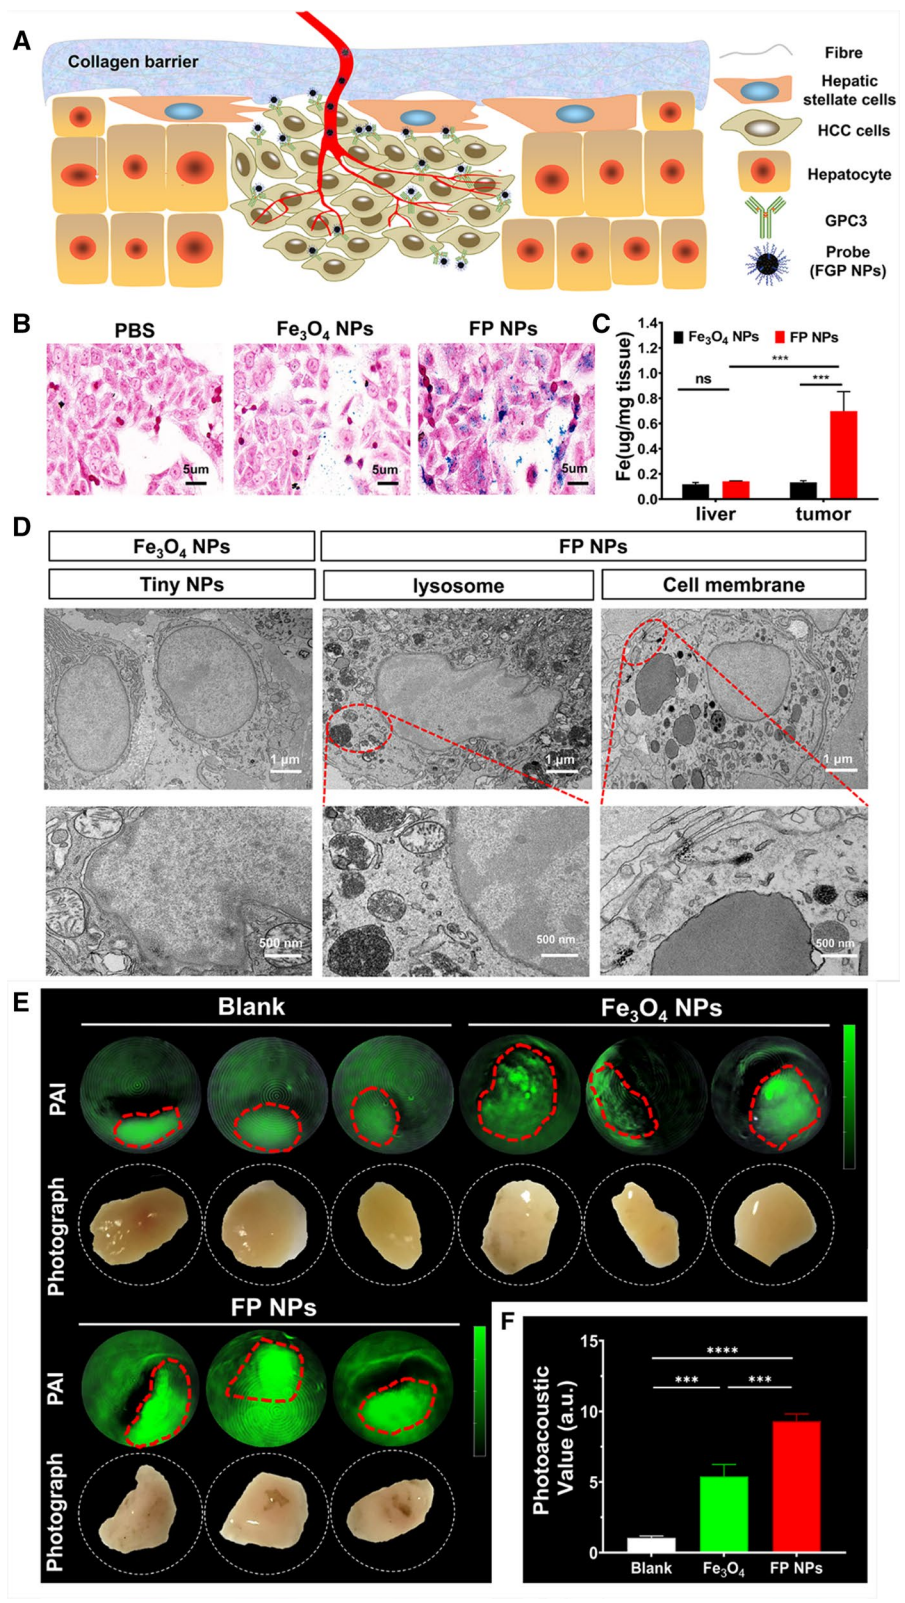 A
Collagen barrier
Fibre
Hepatic
stellate cells
HCC cells
Hepatocyte
GPC3
Probe
(FGP NPs)
B
PBS
Fe₃O₄ NPs
FP NPs
5um
5um
5um
C
Fe(ug/mg tissue)
1.4
1.2
1.0
0.8
0.6
0.4
0.2
0.0
Fe₃O₄ NPs
FP NPs
ns
***
***
liver
tumor
D
Fe₃O₄ NPs
FP NPs
Tiny NPs
lysosome
Cell membrane
1 µm
1 µm
1 µm
500 nm
500 nm
500 nm
E
Blank
Fe₃O₄ NPs
PAI
Photograph
FP NPs
PAI
Photograph
F
Photoacoustic
Value (a.u.)
15
10
5
0
****
***
***
Blank
Fe₃O₄
FP NPs